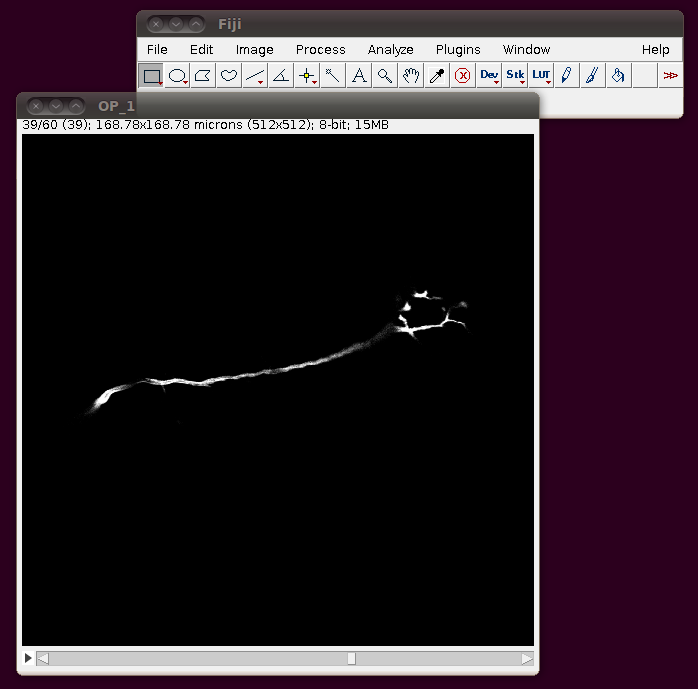 Fiji
File Edit Image Process Analyze Plugins Window Help
A Dev Stk LUT >>
OP_1
39/60 (39); 168.78x168.78 microns (512x512); 8-bit; 15MB